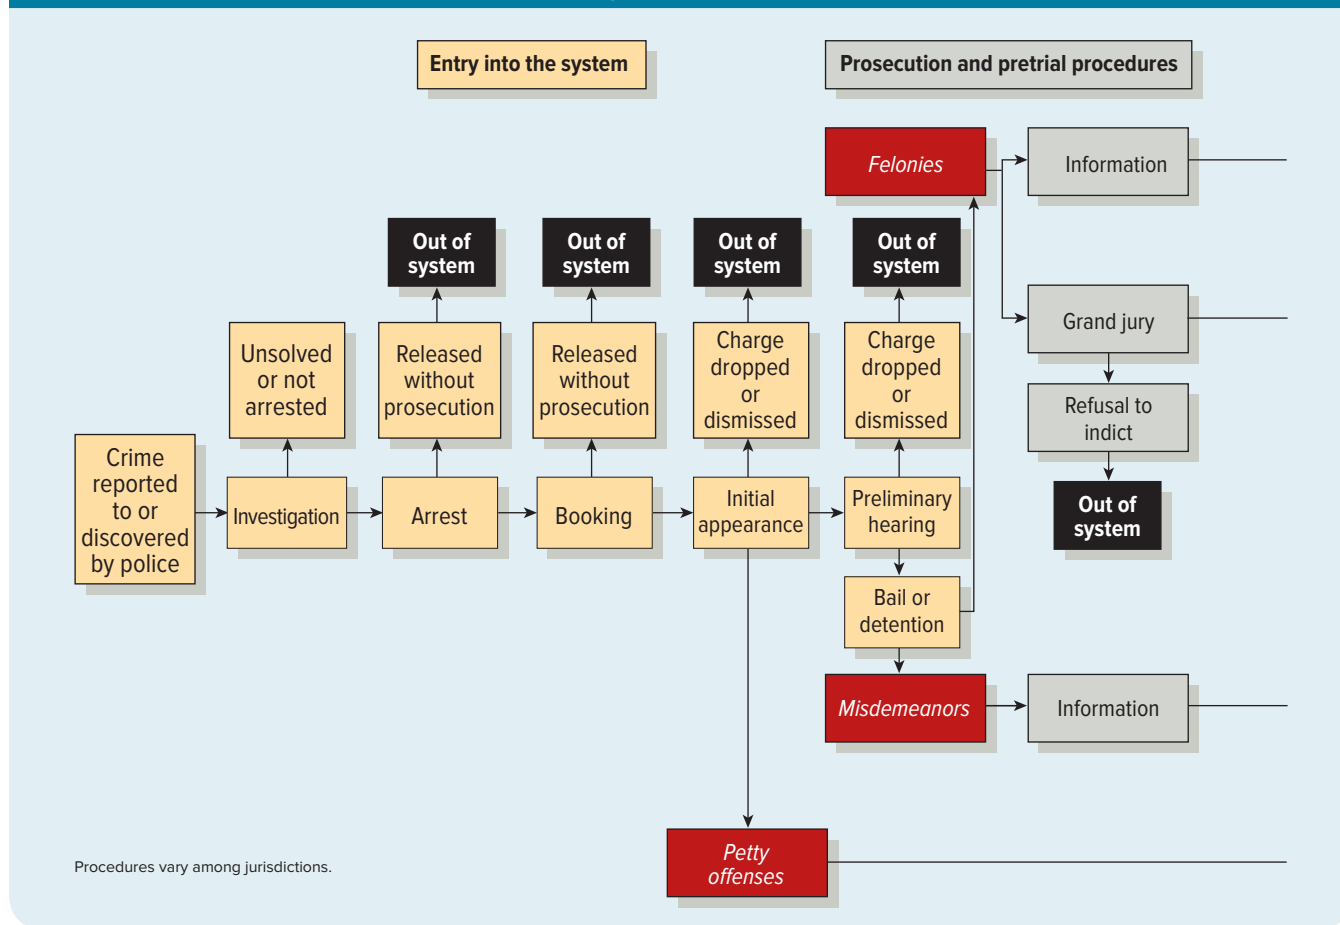 Entry into the system
Prosecution and pretrial procedures
Felonies
Information
Out of
system
Out of
system
Out of
system
Out of
system
Grand jury
Unsolved
or not
arrested
Released
without
prosecution
Released
without
prosecution
Charge
dropped
or
dismissed
Charge
dropped
or
dismissed
Refusal to
indict
Out of
system
Crime
reported
to or
discovered
by police
Investigation
Arrest
Booking
Initial
appearance
Preliminary
hearing
Bail or
detention
Misdemeanors
Information
Petty
offenses
Procedures vary among jurisdictions.